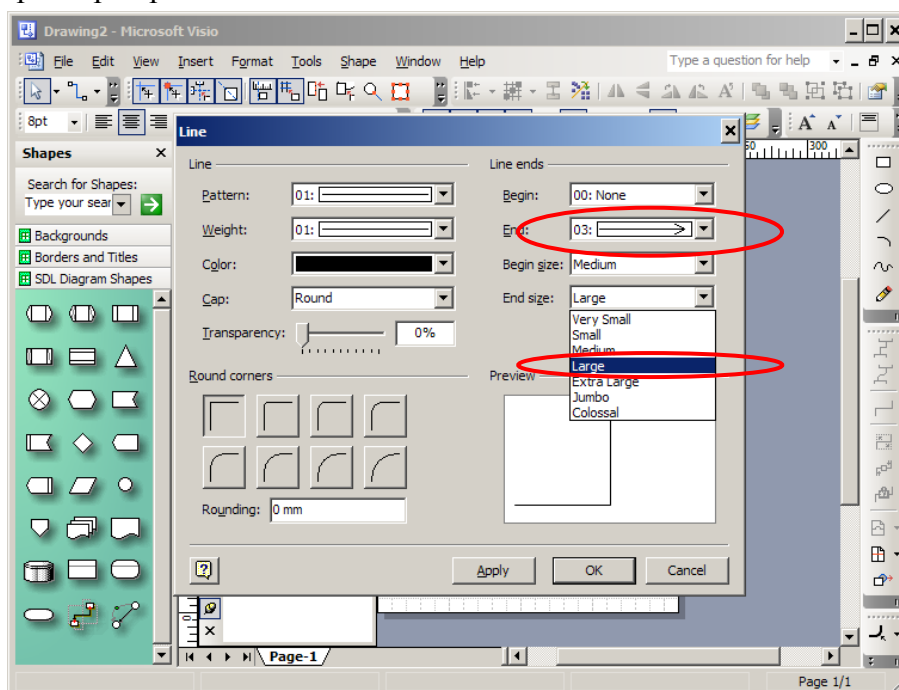 Drawing2 - Microsoft Visio
File Edit View Insert Format Tools Shape Window Help
Type a question for help
8pt
Shapes
Search for Shapes:
Type your sear
Backgrounds
Borders and Titles
SDL Diagram Shapes
Line
Line
Pattern: 01:
Weight: 01:
Color:
Cap: Round
Transparency: 0%
Round corners
Rounding: 0 mm
Line ends
Begin: 00: None
End: 03:
Begin size: Medium
End size: Large
Very Small
Small
Medium
Large
Extra Large
Jumbo
Colossal
Preview
Apply OK Cancel
300
Page-1
Page 1/1